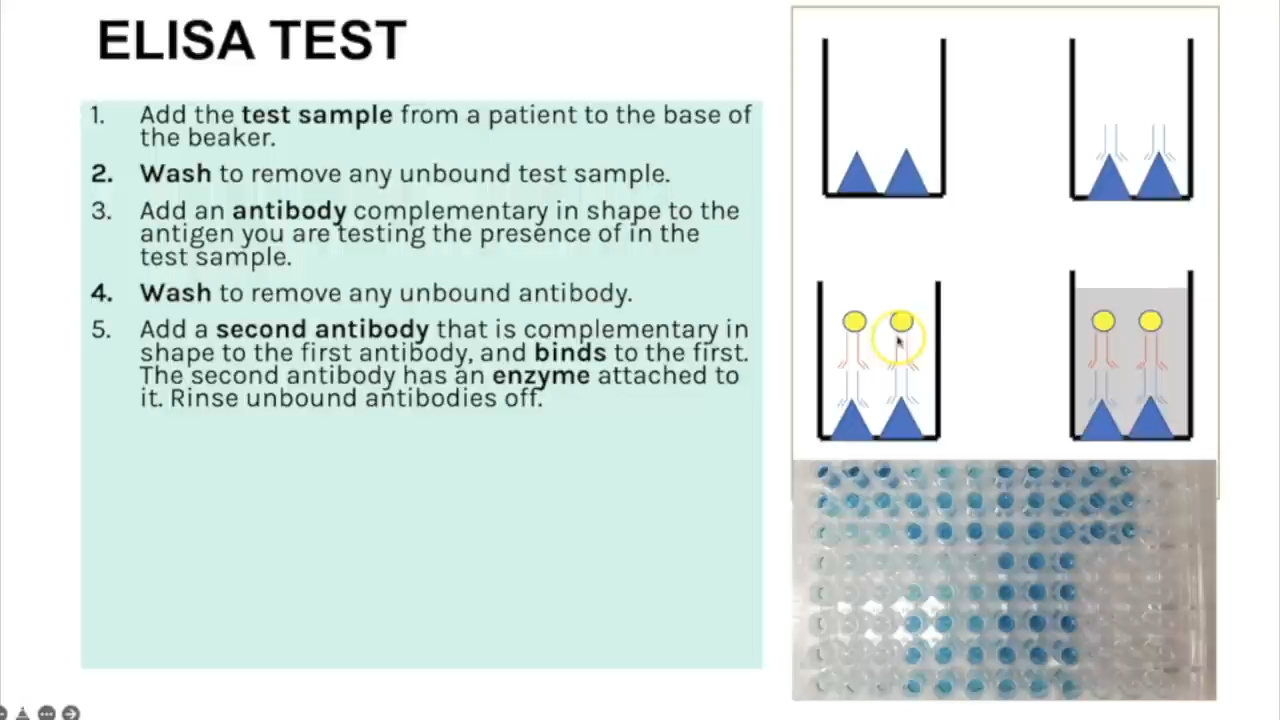 ELISA TEST
1. Add the test sample from a patient to the base of
the beaker.
2. Wash to remove any unbound test sample.
3. Add an antibody complementary in shape to the
antigen you are testing the presence of in the
test sample.
4. Wash to remove any unbound antibody.
5. Add a second antibody that is complementary in
shape to the first antibody, and binds to the first.
The second antibody has an enzyme attached to
it. Rinse unbound antibodies off.